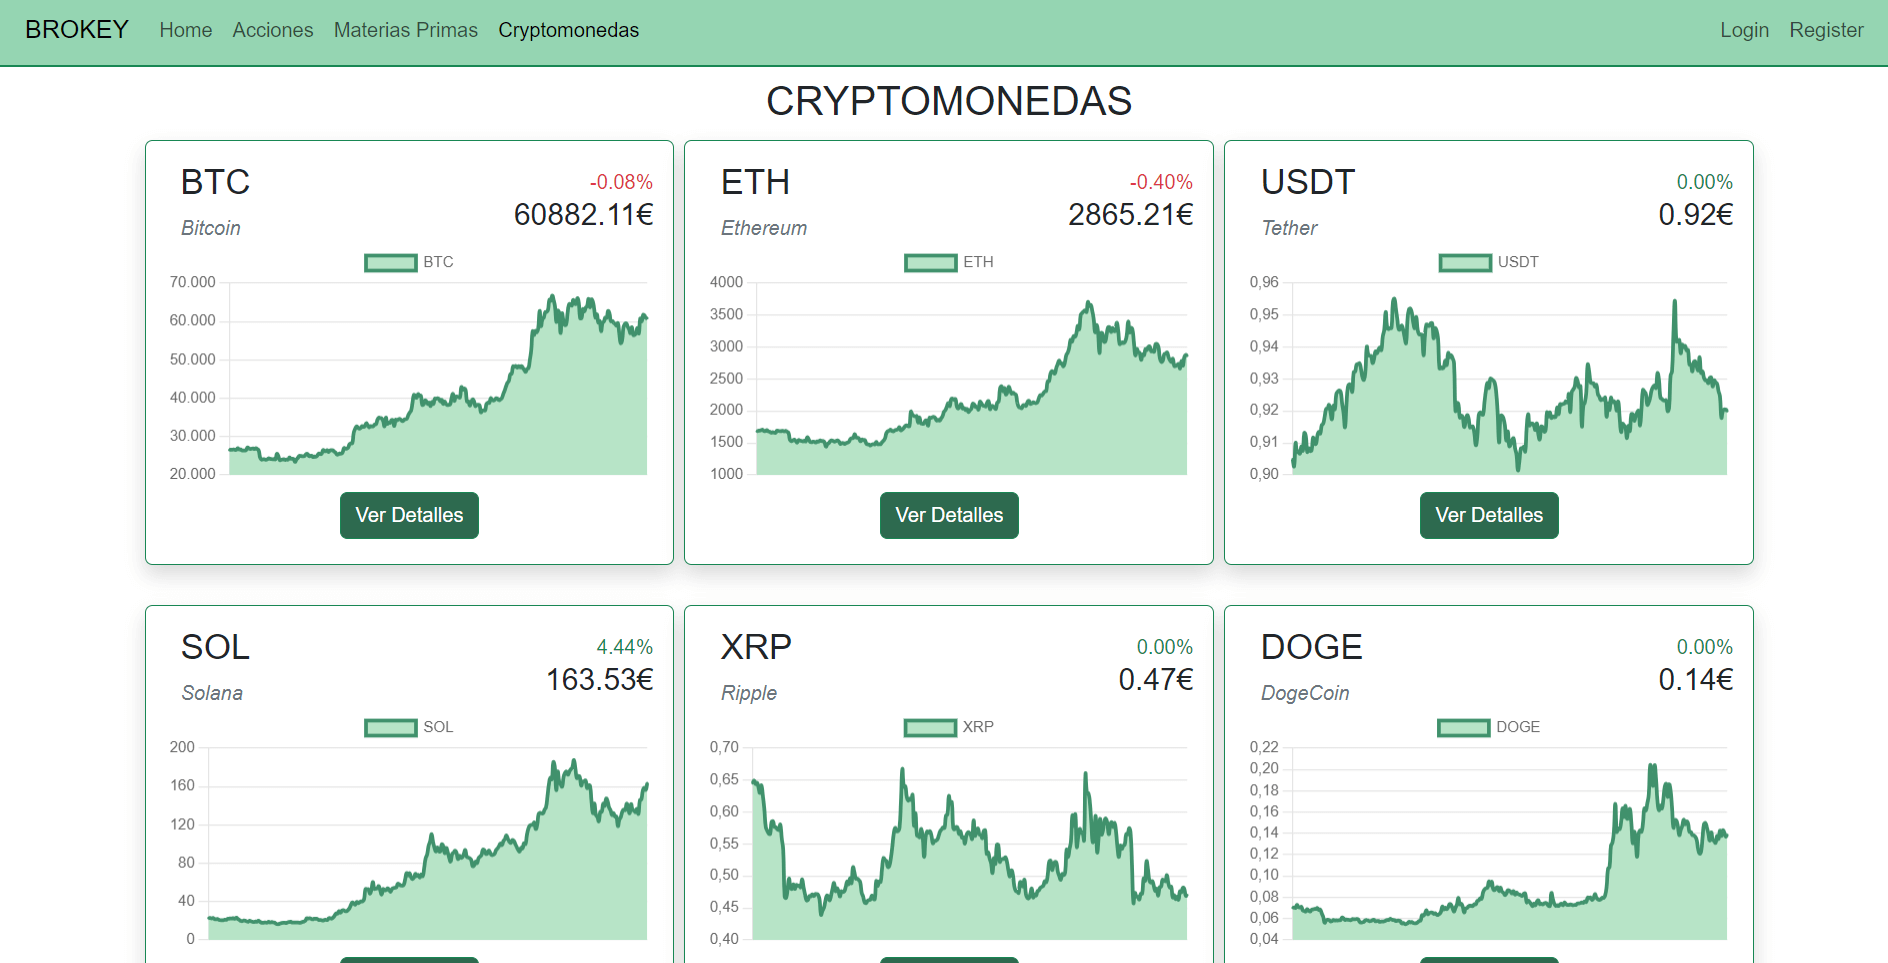 BROKEY Home Acciones Materias Primas Cryptomonedas Login Register
CRYPTOMONEDAS
BTC
-0.08%
60882.11€
Bitcoin
BTC
70.000
60.000
50.000
40.000
30.000
20.000
Ver Detalles
ETH
-0.40%
2865.21€
Ethereum
ETH
4000
3500
3000
2500
2000
1500
1000
Ver Detalles
USDT
0.00%
0.92€
Tether
USDT
0,96
0,95
0,94
0,93
0,92
0,91
0,90
Ver Detalles
SOL
4.44%
163.53€
Solana
SOL
200
160
120
80
40
0
XRP
0.00%
0.47€
Ripple
XRP
0,70
0,65
0,60
0,55
0,50
0,45
0,40
DOGE
0.00%
0.14€
DogeCoin
DOGE
0,22
0,20
0,18
0,16
0,14
0,12
0,10
0,08
0,06
0,04